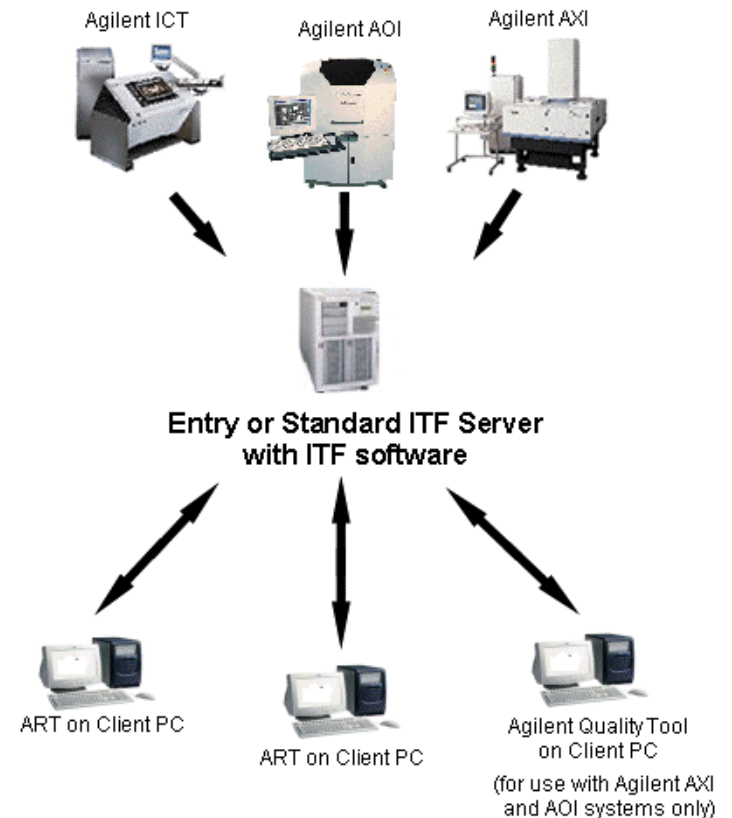 Agilent ICT
Agilent AOI
Agilent AXI
Entry or Standard ITF Server
with ITF software
ART on Client PC
ART on Client PC
Agilent Quality Tool
on Client PC
(for use with Agilent AXI
and AOI systems only)